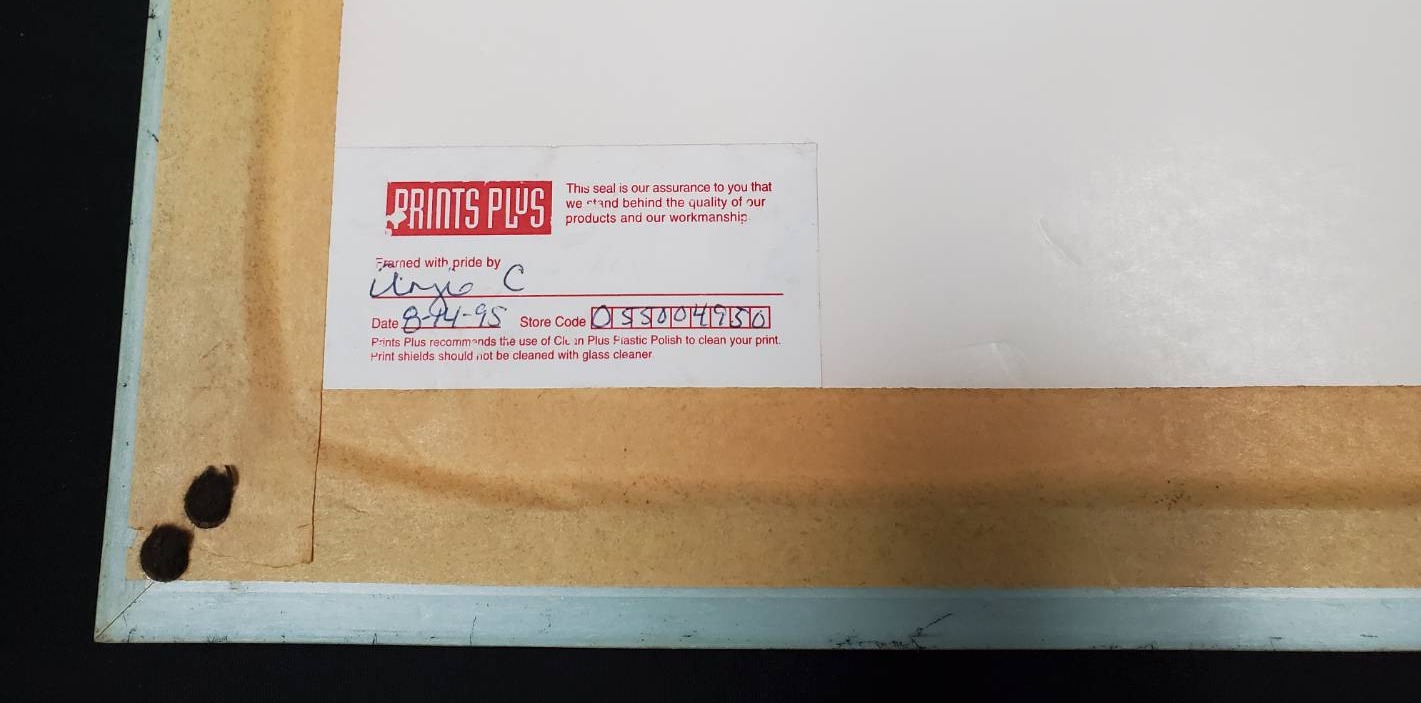 PRINTS PLUS
This seal is our assurance to you that
we stand behind the quality of our
products and our workmanship.
Framed with pride by
C
Date 8-14-95 Store Code 055004950
Prints Plus recommends the use of Clean Plus Plastic Polish to clean your print.
Print shields should not be cleaned with glass cleaner.